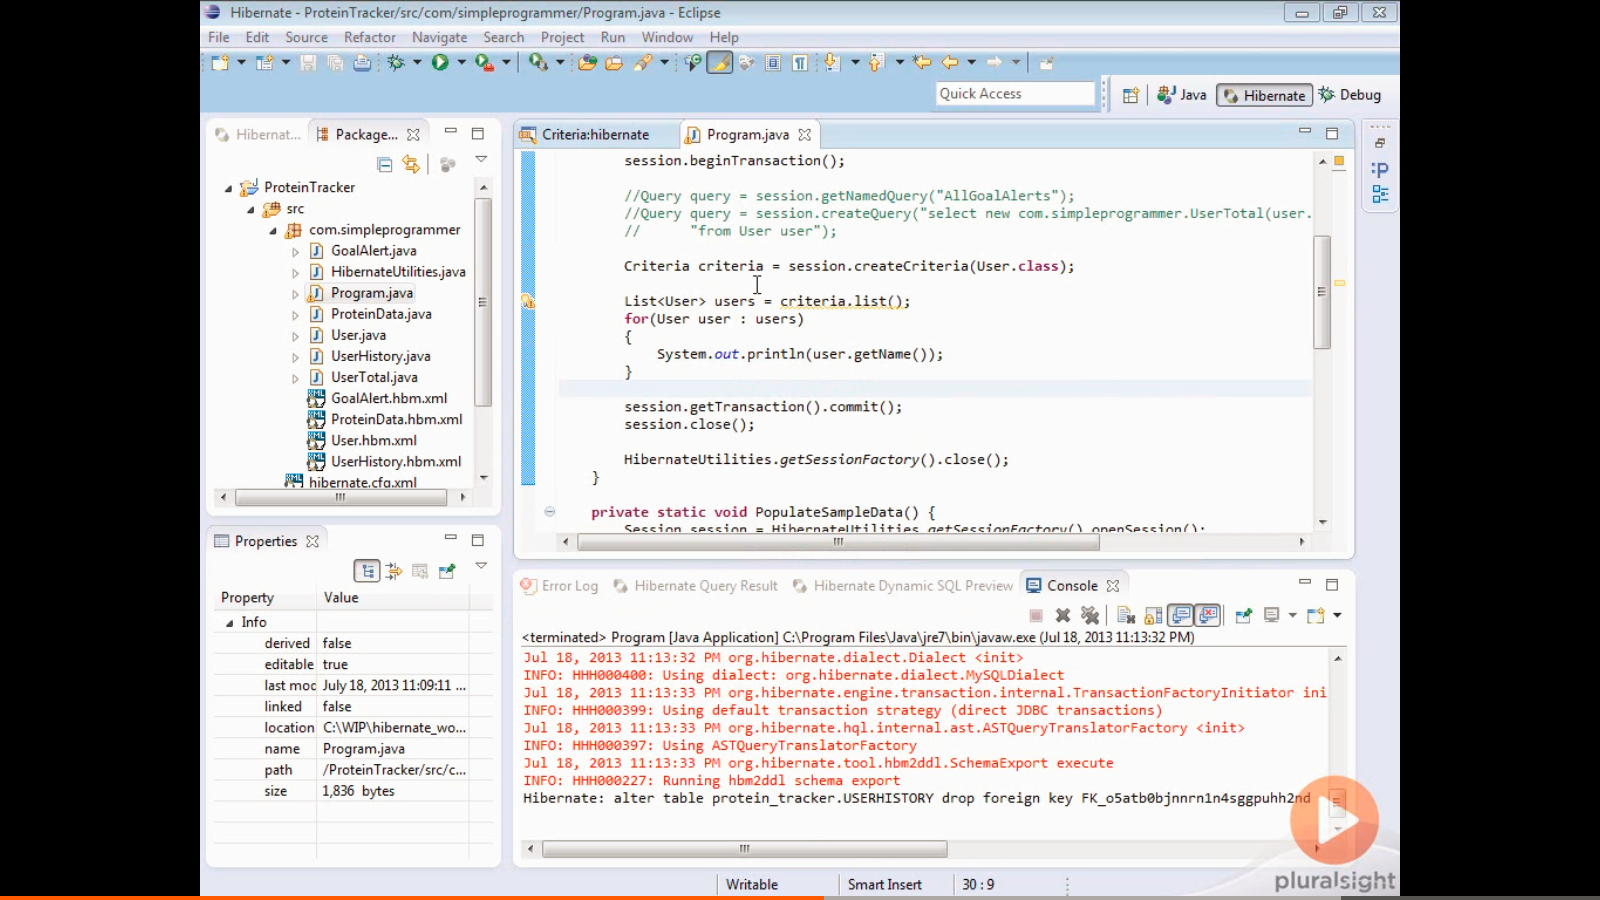 Hibernate - ProteinTracker/src/com/simpleprogrammer/Program.java - Eclipse
File Edit Source Refactor Navigate Search Project Run Window Help
Quick Access
Java Hibernate Debug
Hibernat... Package...
ProteinTracker
src
com.simpleprogrammer
GoalAlert.java
HibernateUtilities.java
Program.java
ProteinData.java
User.java
UserHistory.java
UserTotal.java
GoalAlert.hbm.xml
ProteinData.hbm.xml
User.hbm.xml
UserHistory.hbm.xml
hibernate.cfg.xml
Criteria:hibernate Program.java
session.beginTransaction();
//Query query = session.getNamedQuery("AllGoalAlerts");
//Query query = session.createQuery("select new com.simpleprogrammer.UserTotal(user.
// "from User user");
Criteria criteria = session.createCriteria(User.class);
List<User> users = criteria.list();
for(User user : users)
{
System.out.println(user.getName());
}
session.getTransaction().commit();
session.close();
HibernateUtilities.getSessionFactory().close();
}
private static void PopulateSampleData() {
Session session = HibernateUtilities.getSessionFactory().openSession();
Properties
Property Value
Info
derived false
editable true
last moc July 18, 2013 11:09:11 ...
linked false
location C:\WIP\hibernate_wo...
name Program.java
path /ProteinTracker/src/c...
size 1,836 bytes
Error Log Hibernate Query Result Hibernate Dynamic SQL Preview Console
<terminated> Program [Java Application] C:\Program Files\Java\jre7\bin\javaw.exe (Jul 18, 2013 11:13:32 PM)
Jul 18, 2013 11:13:32 PM org.hibernate.dialect.Dialect <init>
INFO: HHH000400: Using dialect: org.hibernate.dialect.MySQLDialect
Jul 18, 2013 11:13:33 PM org.hibernate.engine.transaction.internal.TransactionFactoryInitiator ini
INFO: HHH000399: Using default transaction strategy (direct JDBC transactions)
Jul 18, 2013 11:13:33 PM org.hibernate.hql.internal.ast.ASTQueryTranslatorFactory <init>
INFO: HHH000397: Using ASTQueryTranslatorFactory
Jul 18, 2013 11:13:33 PM org.hibernate.tool.hbm2ddl.SchemaExport execute
INFO: HHH000227: Running hbm2ddl schema export
Hibernate: alter table protein_tracker.USERHISTORY drop foreign key FK_o5atb0bjnnrn1n4sggpuhh2nd
pluralsight
Writable Smart Insert 30 : 9